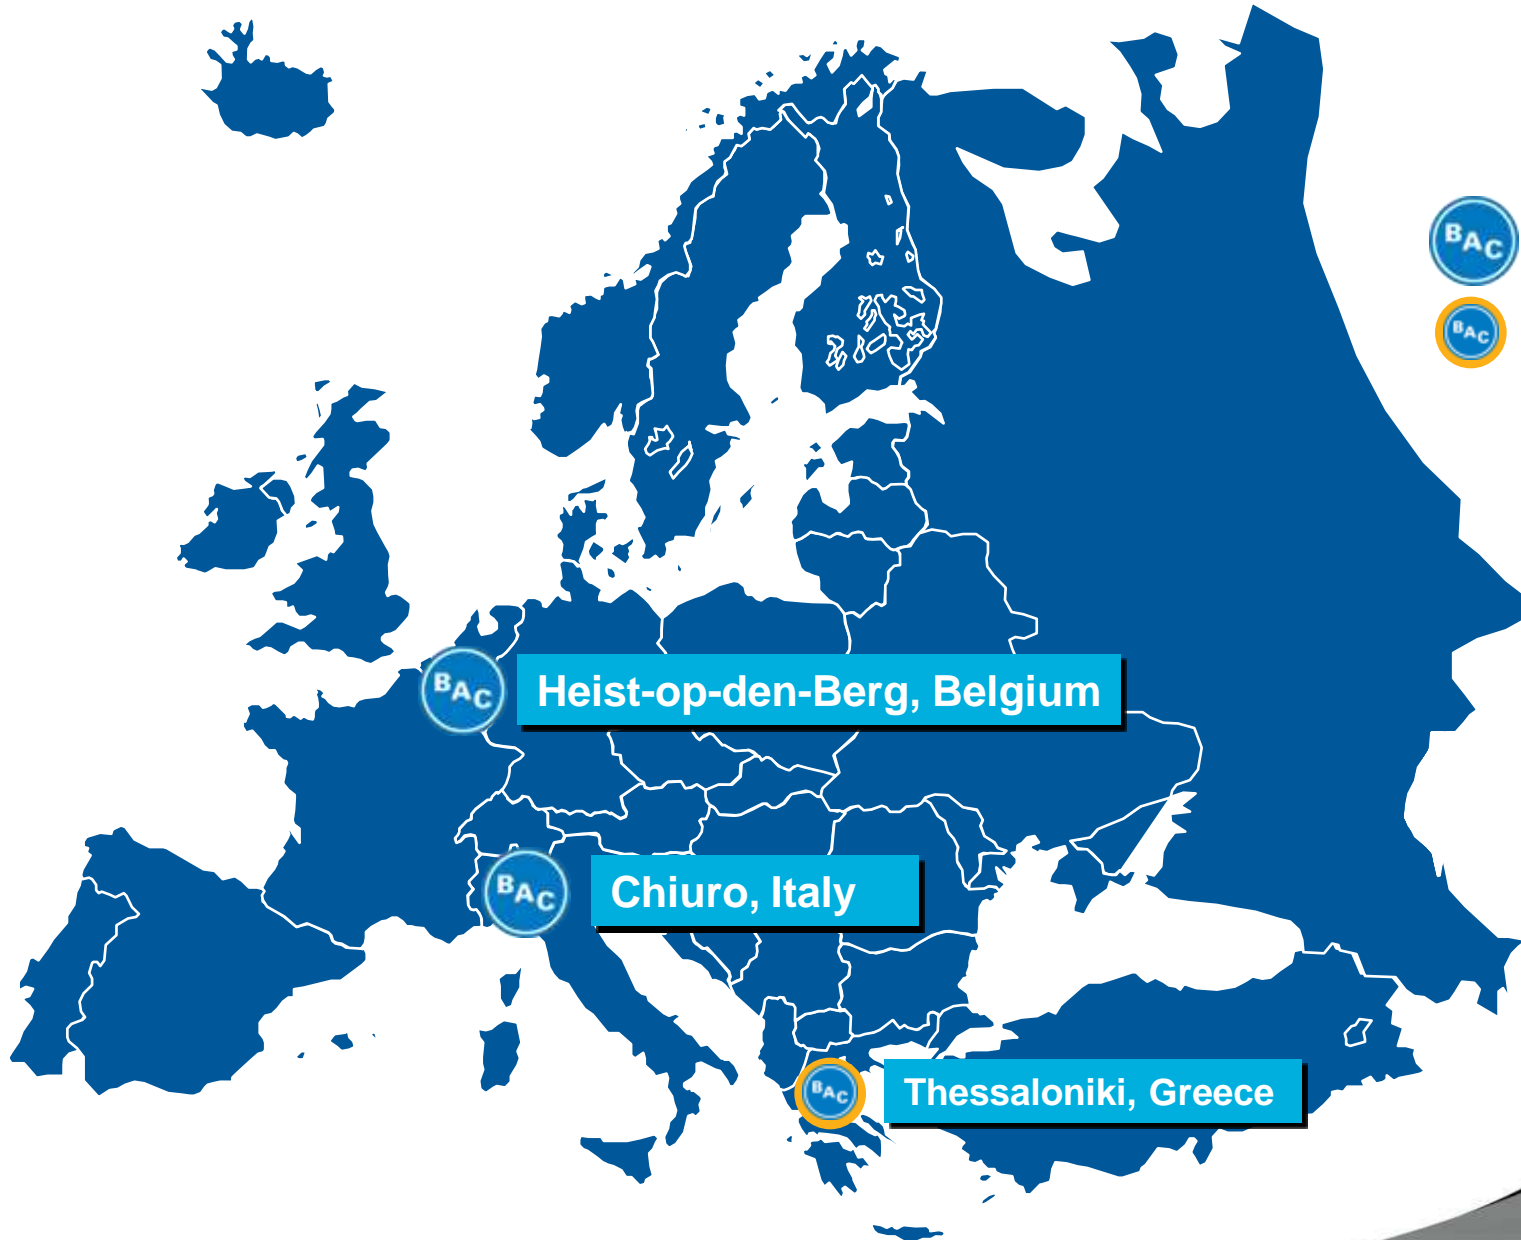 BAC
BAC
BAC
Heist-op-den-Berg, Belgium
BAC
Chiuro, Italy
BAC
Thessaloniki, Greece